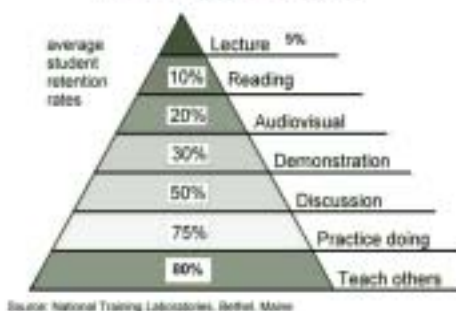 average
student
retention
rates
Lecture 5%
10% Reading
20% Audiovisual
30% Demonstration
50% Discussion
75% Practice doing
80% Teach others
Source: National Training Laboratories, Bethel, Maine